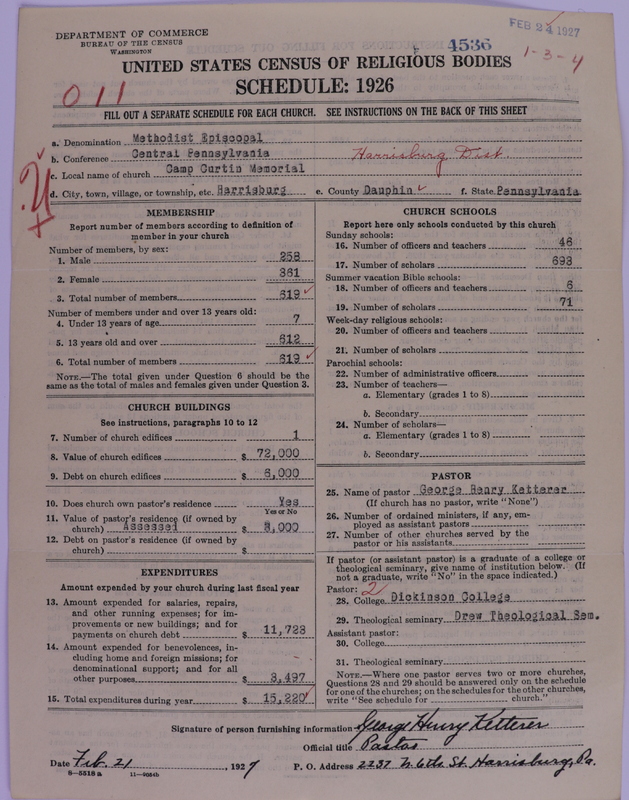 DEPARTMENT OF COMMERCE
BUREAU OF THE CENSUS
WASHINGTON
FEB 24 1927
4536
1-3-4
UNITED STATES CENSUS OF RELIGIOUS BODIES
SCHEDULE: 1926
011
FILL OUT A SEPARATE SCHEDULE FOR EACH CHURCH. SEE INSTRUCTIONS ON THE BACK OF THIS SHEET
a. Denomination Methodist Episcopal
b. Conference Central Pennsylvania Harrisburg Dist.
c. Local name of church Camp Curtin Memorial
d. City, town, village, or township, etc. Harrisburg e. County Dauphin f. State Pennsylvania
MEMBERSHIP
Report number of members according to definition of
member in your church
Number of members, by sex:
1. Male 258
2. Female 361
3. Total number of members 619
Number of members under and over 13 years old:
4. Under 13 years of age 7
5. 13 years old and over 612
6. Total number of members 619
NOTE.—The total given under Question 6 should be the
same as the total of males and females given under Question 3.
CHURCH BUILDINGS
See instructions, paragraphs 10 to 12
7. Number of church edifices 1
8. Value of church edifices $ 72,000
9. Debt on church edifices $ 6,000
10. Does church own pastor's residence Yes
Yes or No
11. Value of pastor's residence (if owned by
church) Assessed $ 8,000
12. Debt on pastor's residence (if owned by
church) $
EXPENDITURES
Amount expended by your church during last fiscal year
13. Amount expended for salaries, repairs,
and other running expenses; for im-
provements or new buildings; and for
payments on church debt $ 11,723
14. Amount expended for benevolences, in-
cluding home and foreign missions; for
denominational support; and for all
other purposes $ 3,497
15. Total expenditures during year $ 15,220
CHURCH SCHOOLS
Report here only schools conducted by this church
Sunday schools:
16. Number of officers and teachers 46
17. Number of scholars 693
Summer vacation Bible schools:
18. Number of officers and teachers 6
19. Number of scholars 71
Week-day religious schools:
20. Number of officers and teachers
21. Number of scholars
Parochial schools:
22. Number of administrative officers
23. Number of teachers—
a. Elementary (grades 1 to 8)
b. Secondary
24. Number of scholars—
a. Elementary (grades 1 to 8)
b. Secondary
PASTOR
25. Name of pastor George Henry Ketterer
(If church has no pastor, write "None")
26. Number of ordained ministers, if any, em-
ployed as assistant pastors
27. Number of other churches served by the
pastor or his assistants
If pastor (or assistant pastor) is a graduate of a college or
theological seminary, give name of institution below. (If
not a graduate, write "No" in the space indicated.)
Pastor: 2
28. College Dickinson College
29. Theological seminary Drew Theological Sem.
Assistant pastor:
30. College
31. Theological seminary
NOTE.—Where one pastor serves two or more churches,
Questions 28 and 29 should be answered only on the schedule
for one of the churches; on the schedules for the other churches,
write "See schedule for church."
Signature of person furnishing information George Henry Ketterer
Official title Pastor
Date Feb. 21, 1927 P. O. Address 2237 N. 6th St. Harrisburg, Pa.
8—5518 a 11—9054b